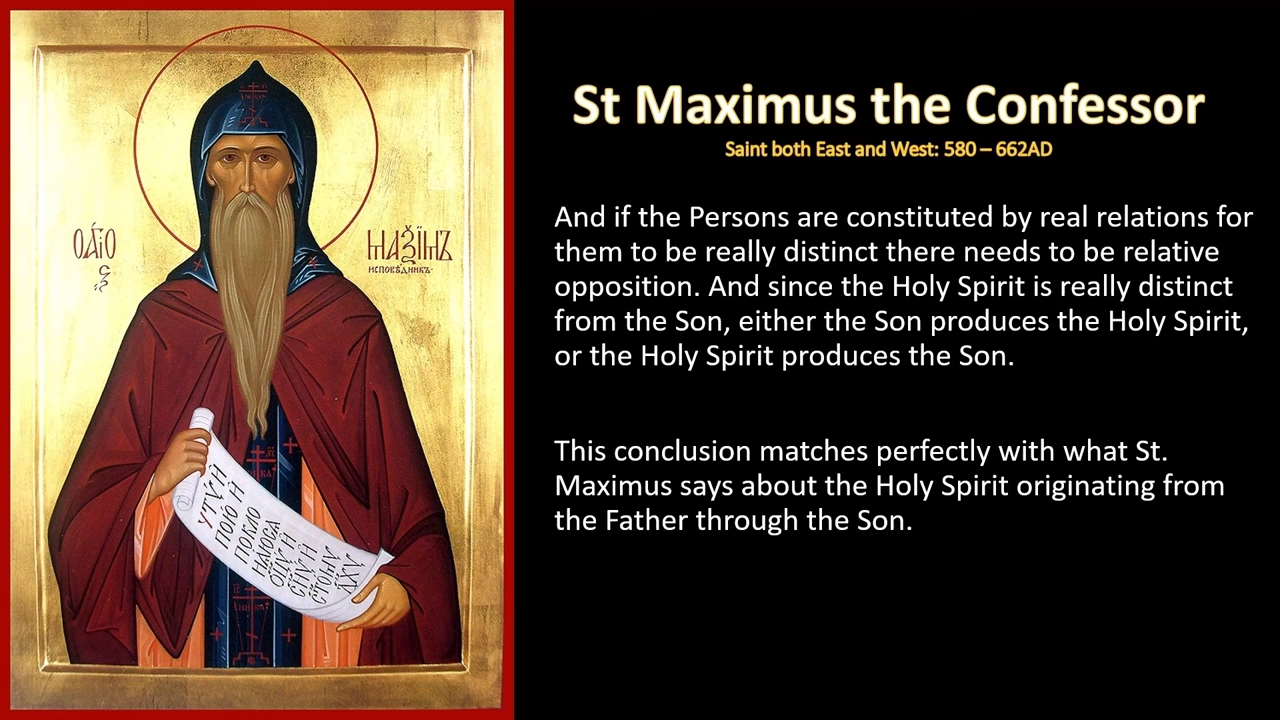 St Maximus the Confessor
Saint both East and West: 580 – 662AD
And if the Persons are constituted by real relations for
them to be really distinct there needs to be relative
opposition. And since the Holy Spirit is really distinct
from the Son, either the Son produces the Holy Spirit,
or the Holy Spirit produces the Son.
This conclusion matches perfectly with what St.
Maximus says about the Holy Spirit originating from
the Father through the Son.